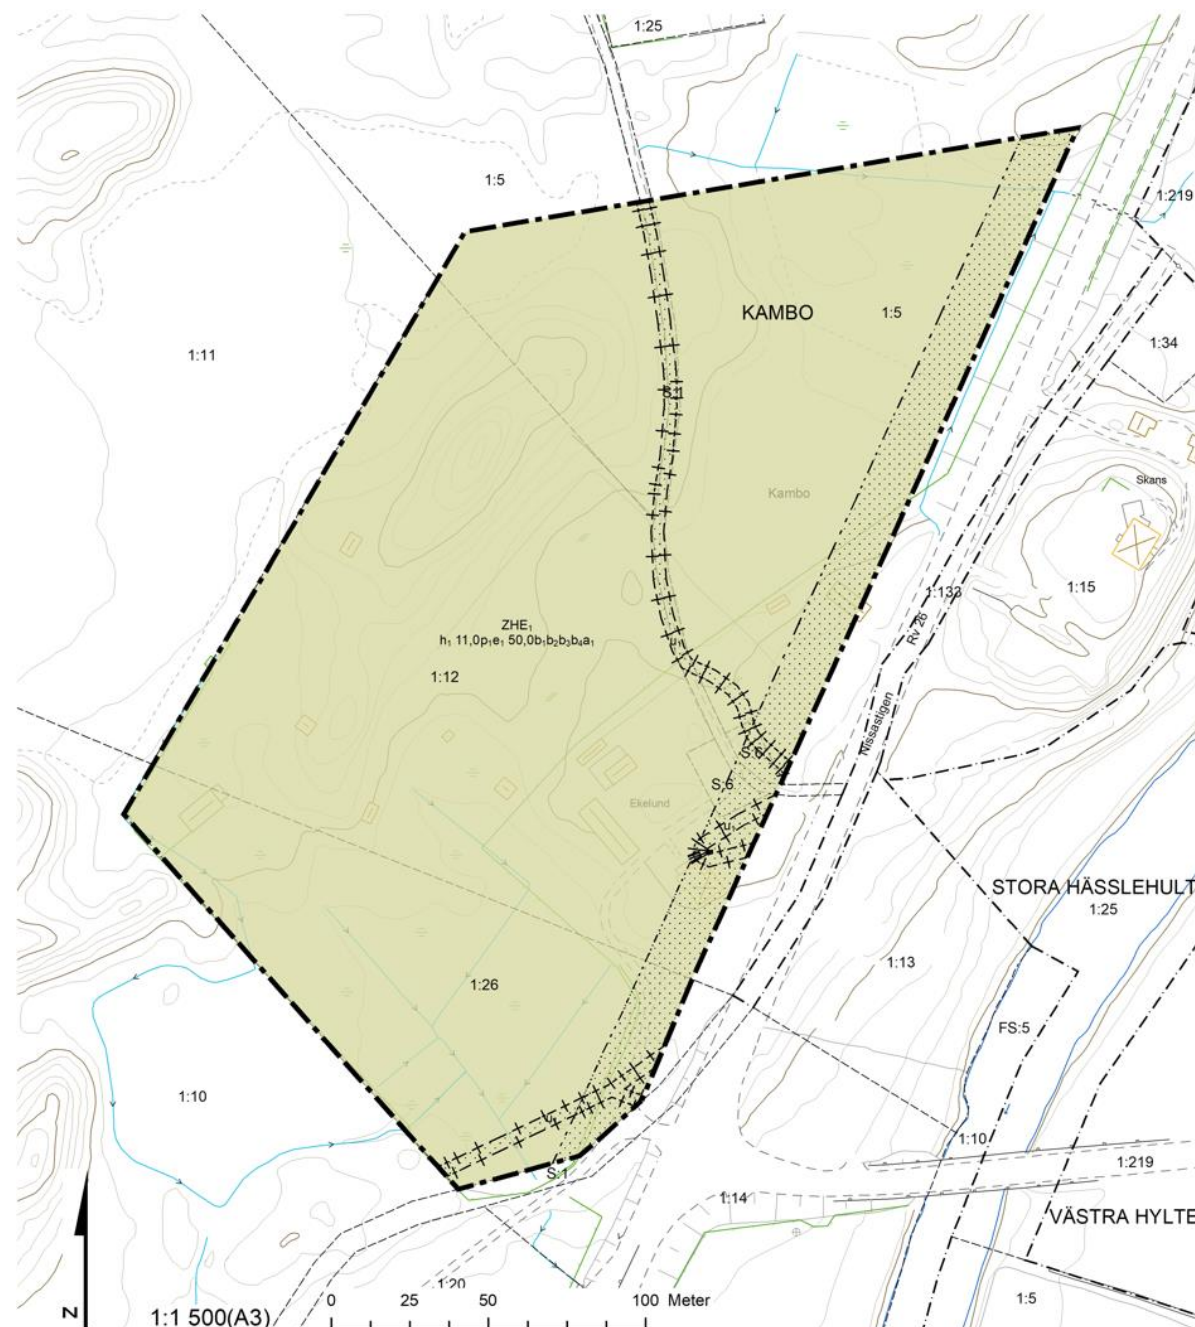 1:25
1:5
1:219
KAMBO
1:5
1:34
1:11
S:1
Skans
Kambo
1:15
1:133
Rv 26
ZHE₁
h₁ 11,0p₁e₁ 50,0b₁b₂b₃b₄a₁
1:12
Nissastigen
S:6
S:6
Ekelund
STORA HÄSSLEHULT
1:25
1:13
1:26
FS:5
1:10
1:10
1:219
S:1
1:14
VÄSTRA HYLTE
1:20
1:5
N
1:1 500(A3)
0 25 50 100 Meter